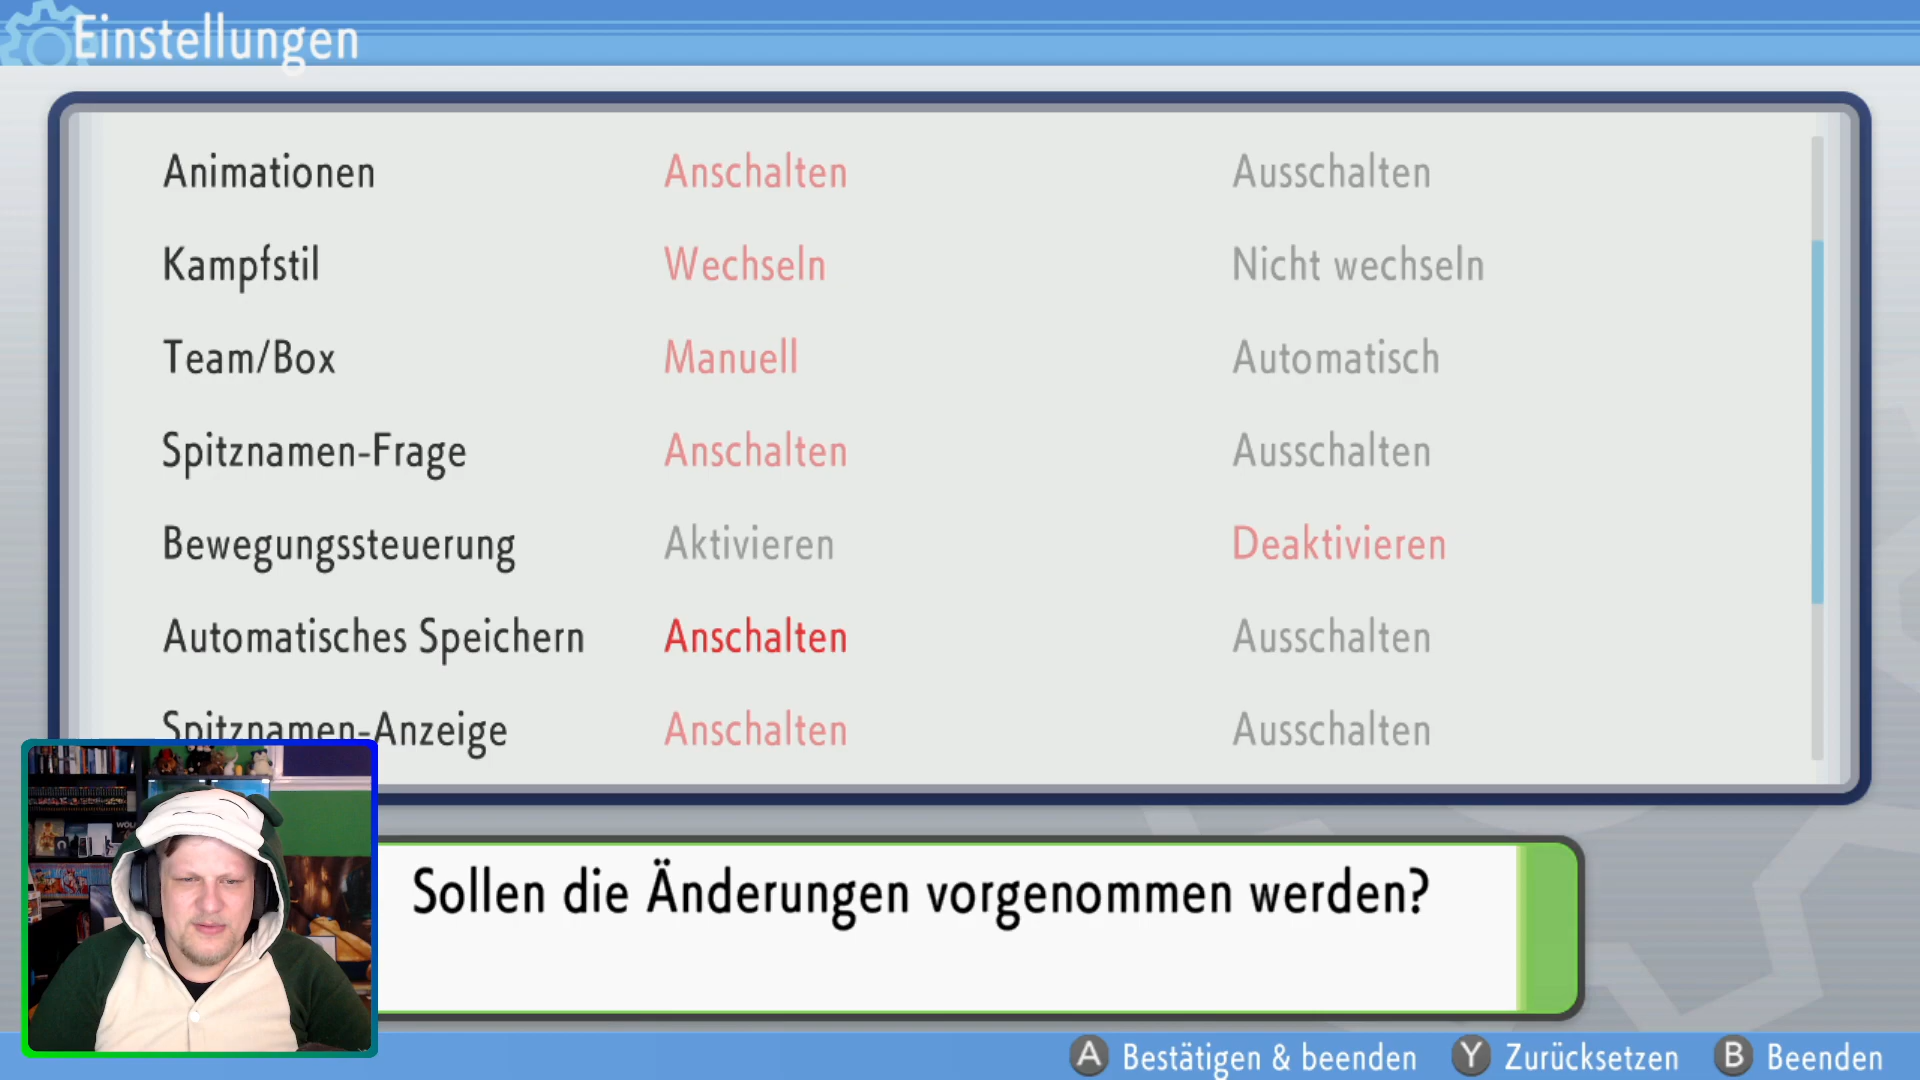 Einstellungen
Animationen Anschalten Ausschalten
Kampfstil Wechseln Nicht wechseln
Team/Box Manuell Automatisch
Spitznamen-Frage Anschalten Ausschalten
Bewegungssteuerung Aktivieren Deaktivieren
Automatisches Speichern Anschalten Ausschalten
Spitznamen-Anzeige Anschalten Ausschalten
Sollen die Änderungen vorgenommen werden?
A Bestätigen & beenden Y Zurücksetzen B Beenden